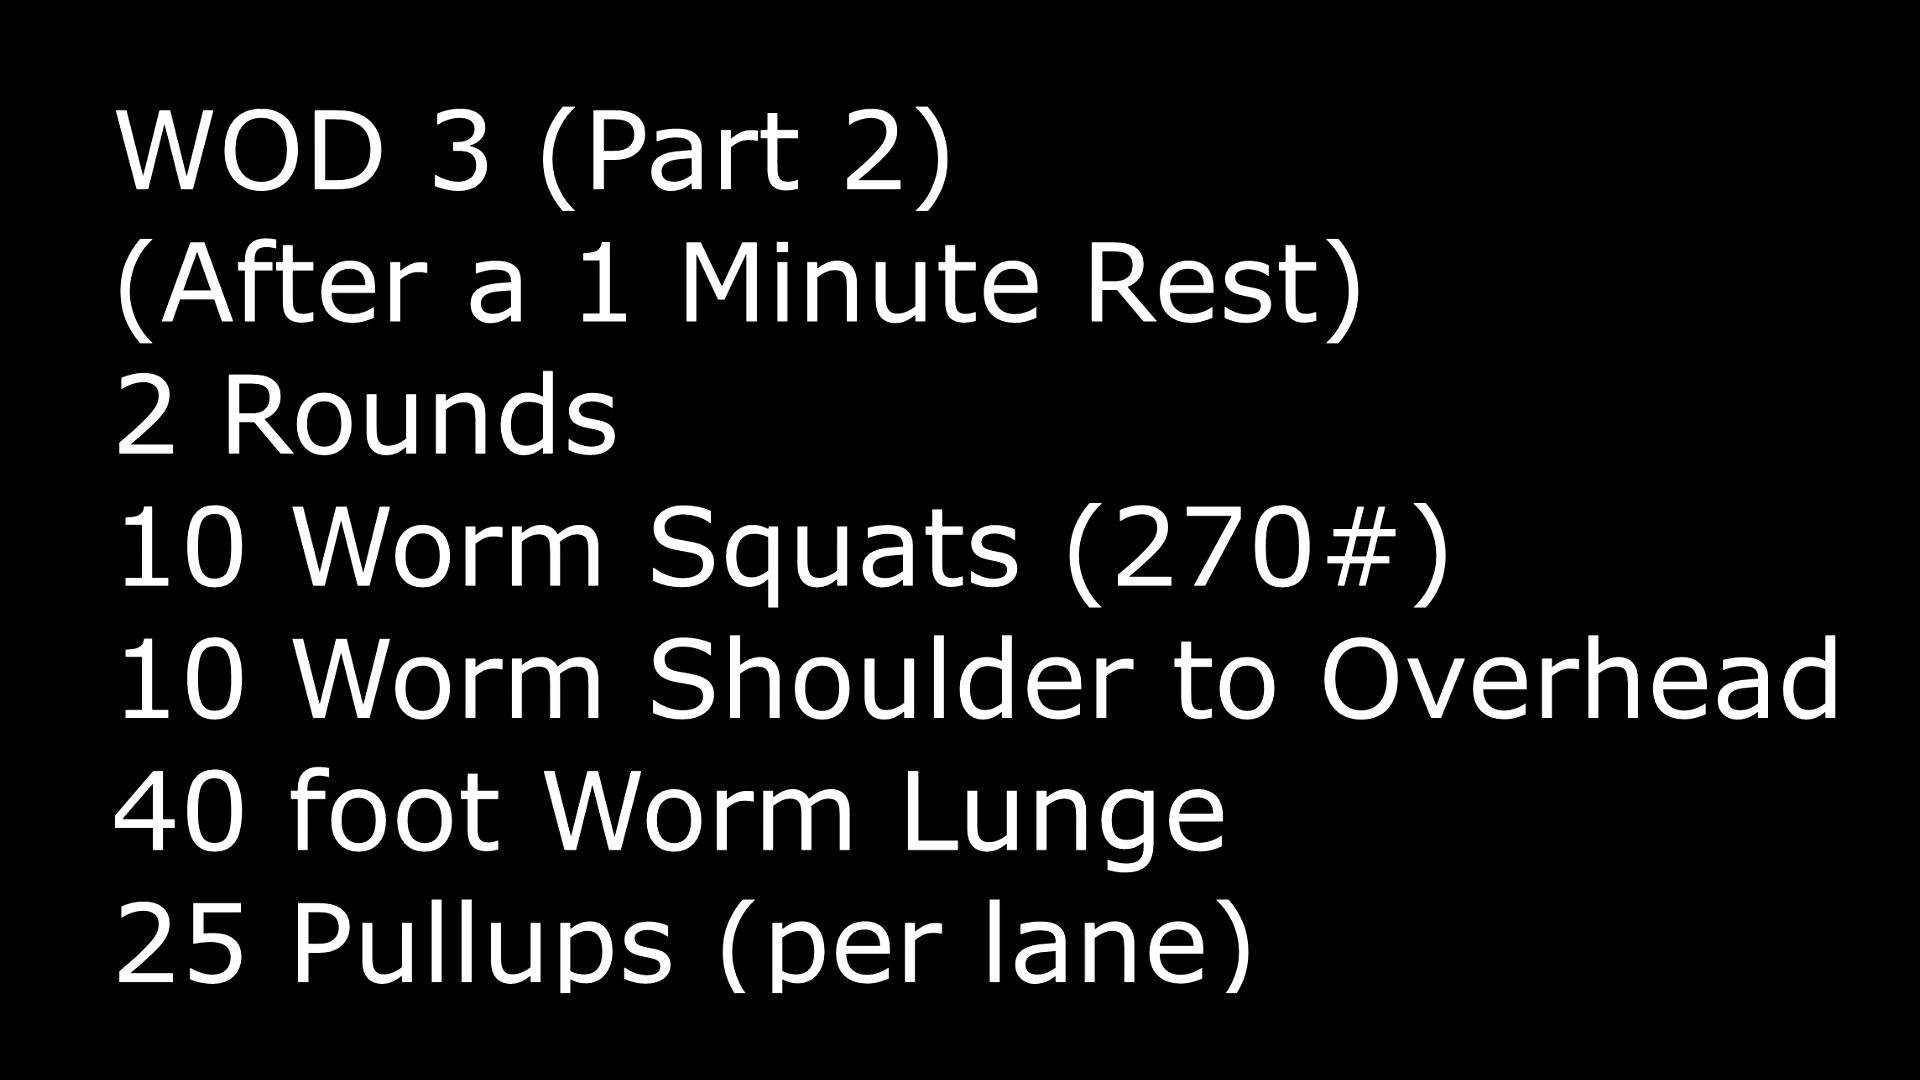 WOD 3 (Part 2)
(After a 1 Minute Rest)
2 Rounds
10 Worm Squats (270#)
10 Worm Shoulder to Overhead
40 foot Worm Lunge
25 Pullups (per lane)